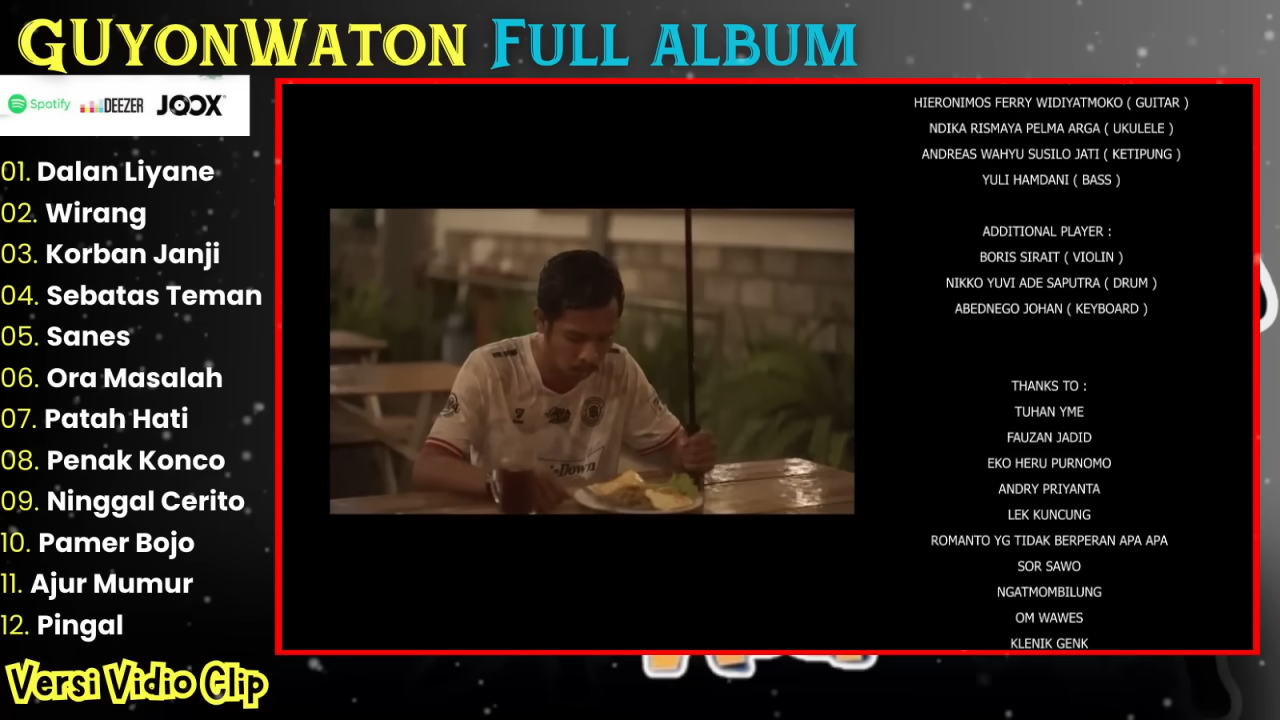 GUYONWATON FULL ALBUM
Spotify DEEZER JOOX
01. Dalan Liyane
02. Wirang
03. Korban Janji
04. Sebatas Teman
05. Sanes
06. Ora Masalah
07. Patah Hati
08. Penak Konco
09. Ninggal Cerito
10. Pamer Bojo
11. Ajur Mumur
12. Pingal
Versi Vidio Clip
HIERONIMOS FERRY WIDIYATMOKO ( GUITAR )
NDIKA RISMAYA PELMA ARGA ( UKULELE )
ANDREAS WAHYU SUSILO JATI ( KETIPUNG )
YULI HAMDANI ( BASS )
ADDITIONAL PLAYER :
BORIS SIRAIT ( VIOLIN )
NIKKO YUVI ADE SAPUTRA ( DRUM )
ABEDNEGO JOHAN ( KEYBOARD )
THANKS TO :
TUHAN YME
FAUZAN JADID
EKO HERU PURNOMO
ANDRY PRIYANTA
LEK KUNCUNG
ROMANTO YG TIDAK BERPERAN APA APA
SOR SAWO
NGATMOMBILUNG
OM WAWES
KLENIK GENK